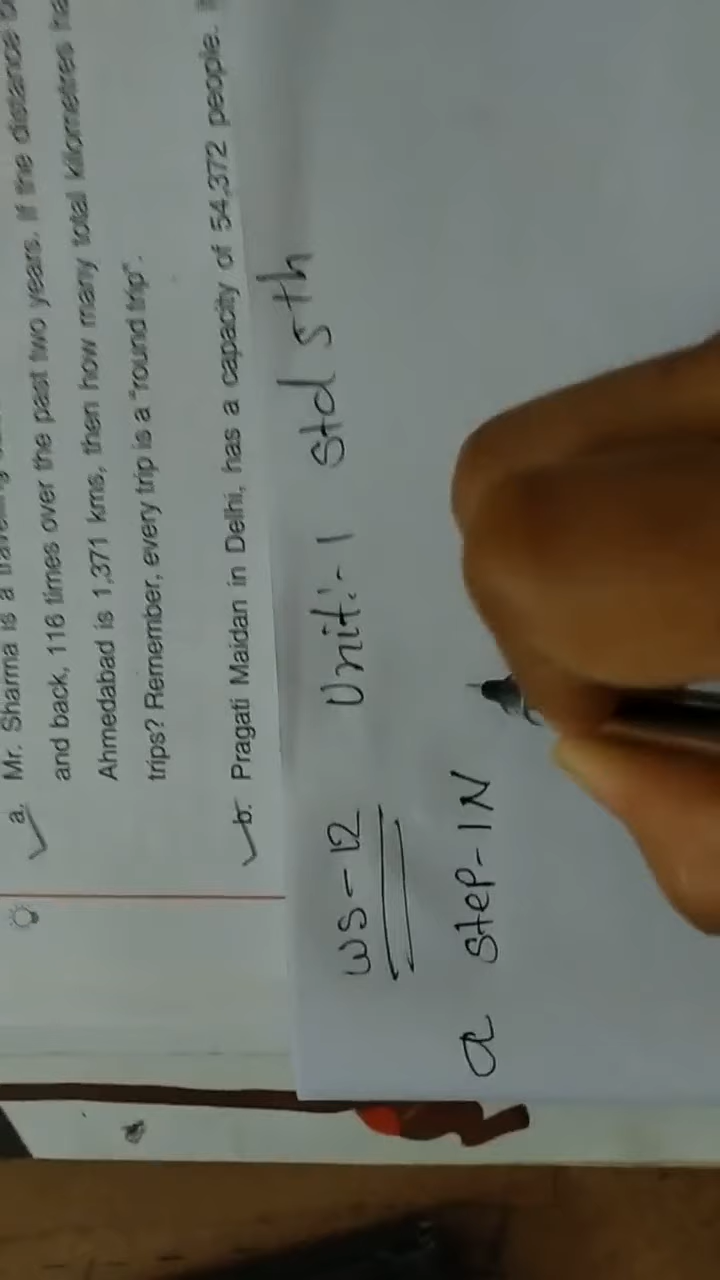 a. Mr. Sharma is a
and back, 116 times over the past two years. If the distance
Ahmedabad is 1,371 kms, then how many total kilometres
trips? Remember, every trip is a "round trip".
b. Pragati Maidan in Delhi, has a capacity of 54,372 people.
WS-12 Unit:-1 Std 5th
a Step-IN